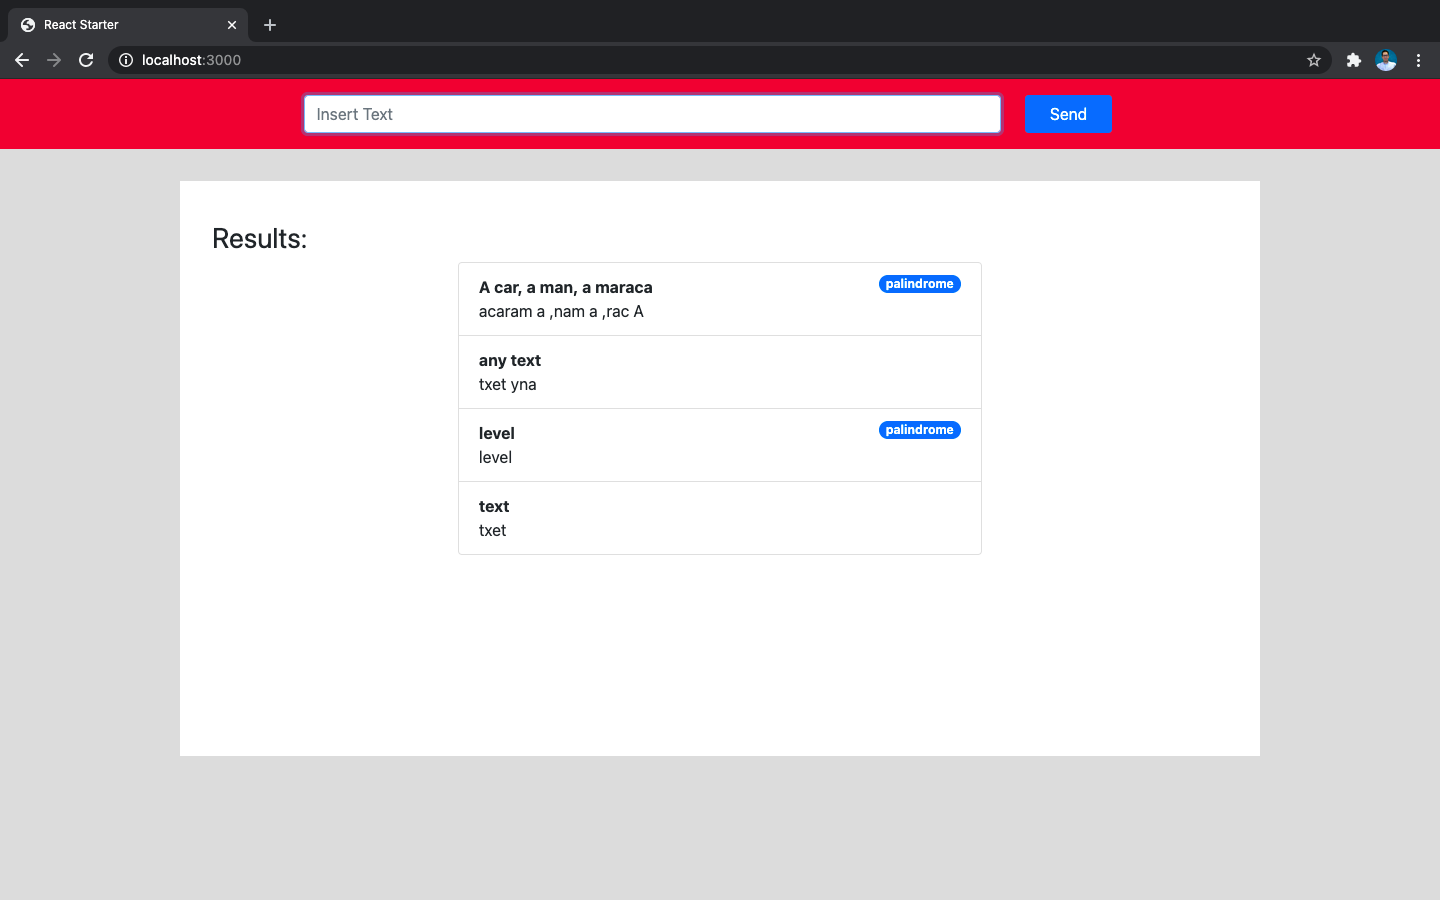 React Starter
localhost:3000
Insert Text
Send
Results:
A car, a man, a maraca
palindrome
acaram a ,nam a ,rac A
any text
txet yna
level
palindrome
level
text
txet